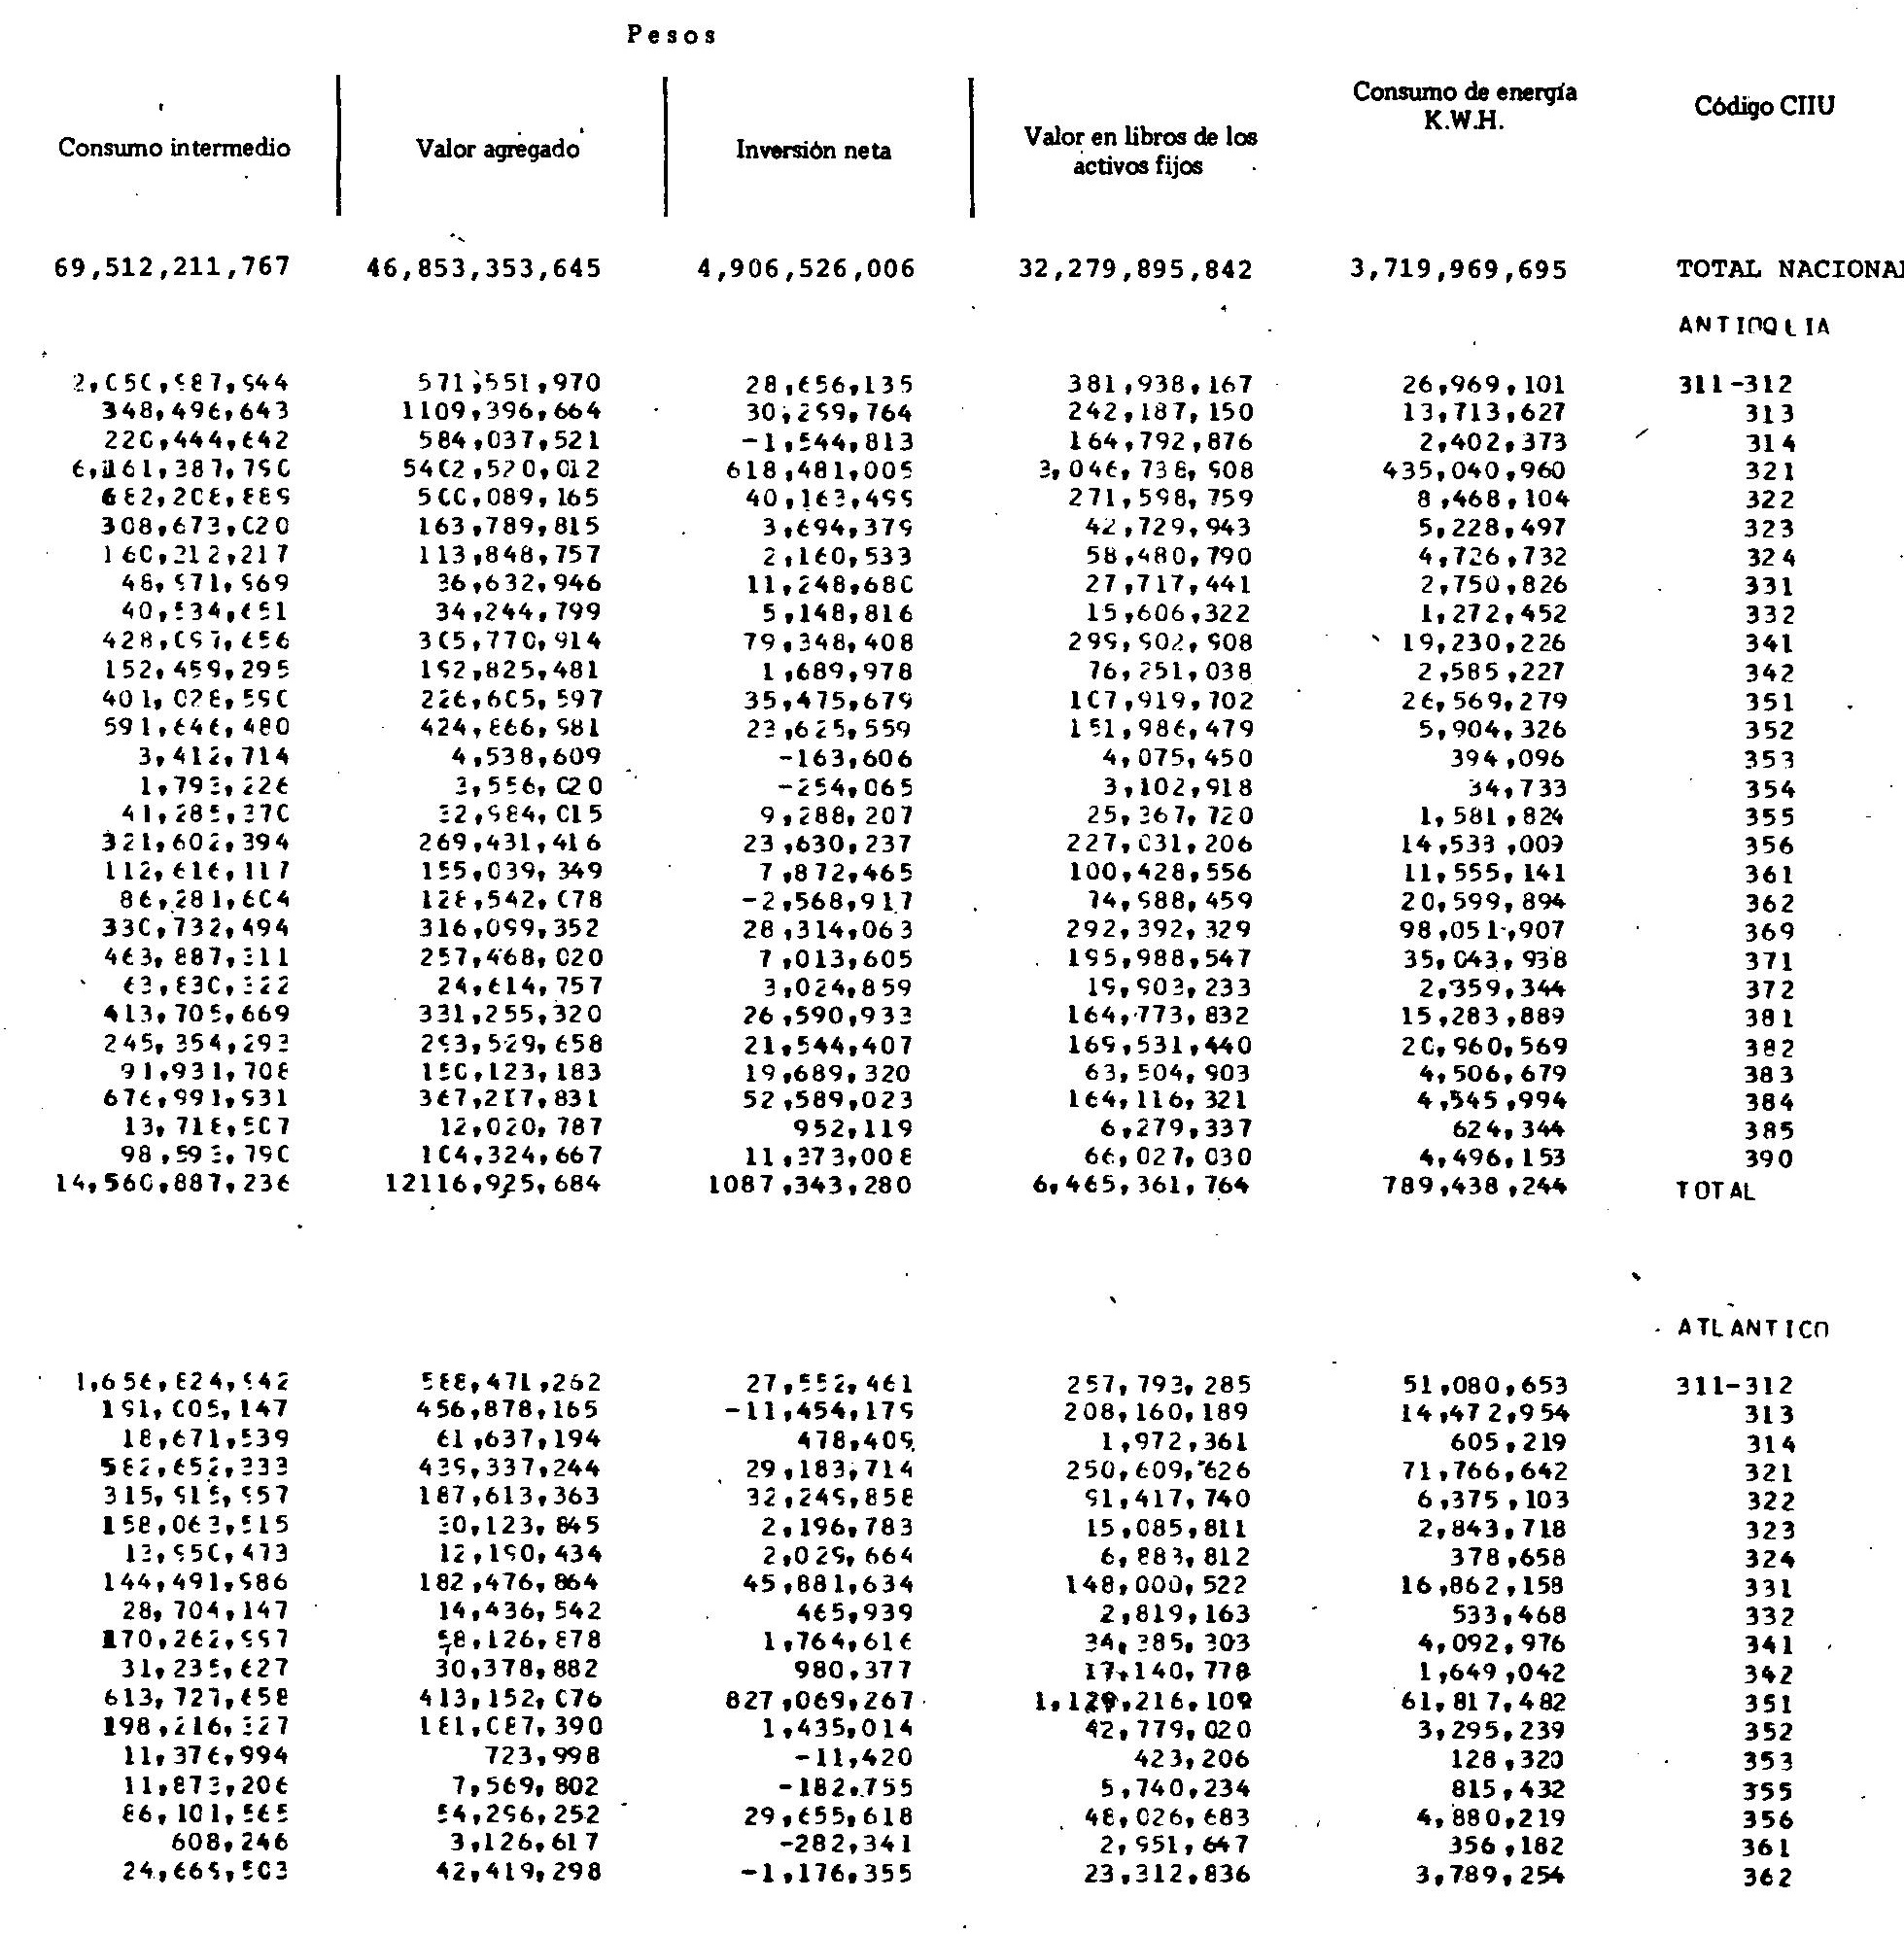 Pesos
Consumo intermedio Valor agregado Inversión neta Valor en libros de los activos fijos Consumo de energía K.W.H. Código CIIU
69,512,211,767 46,853,353,645 4,906,526,006 32,279,895,842 3,719,969,695 TOTAL NACIONAL
ANTIOQUIA
2,050,987,944 571,551,970 28,656,135 381,938,167 26,969,101 311-312
348,496,643 1109,396,664 30,259,764 242,187,150 13,713,627 313
220,444,642 584,037,521 -1,544,813 164,792,876 2,402,373 314
6,161,387,790 5402,520,012 618,481,005 3,046,738,908 435,040,960 321
682,208,889 500,089,165 40,163,499 271,598,759 8,468,104 322
308,673,020 163,789,815 3,694,379 42,729,943 5,228,497 323
160,212,217 113,848,757 2,160,533 58,480,790 4,726,732 324
48,971,969 36,632,946 11,248,680 27,717,441 2,750,826 331
40,534,651 34,244,799 5,148,816 15,606,322 1,272,452 332
428,097,656 305,770,914 79,348,408 299,902,908 19,230,226 341
152,459,295 192,825,481 1,689,978 76,251,038 2,585,227 342
401,028,590 226,605,597 35,475,679 107,919,702 26,569,279 351
591,646,480 424,866,981 23,625,559 151,986,479 5,904,326 352
3,412,714 4,538,609 -163,606 4,075,450 394,096 353
1,793,226 3,556,020 -254,065 3,102,918 34,733 354
41,285,370 32,984,015 9,288,207 25,367,720 1,581,824 355
321,602,394 269,431,416 23,630,237 227,031,206 14,533,009 356
112,616,117 155,039,349 7,872,465 100,428,556 11,555,141 361
86,281,604 128,542,078 -2,568,917 74,988,459 20,599,894 362
330,732,494 316,099,352 28,314,063 292,392,329 98,051,907 369
463,887,311 257,468,020 7,013,605 195,988,547 35,043,938 371
63,830,322 24,614,757 3,024,859 19,903,233 2,359,344 372
413,705,669 331,255,320 26,590,933 164,773,832 15,283,889 381
245,354,293 293,529,658 21,544,407 169,531,440 20,960,569 382
91,931,708 150,123,183 19,689,320 63,504,903 4,506,679 383
676,991,931 367,217,831 52,589,023 164,116,321 4,545,994 384
13,718,507 12,020,787 952,119 6,279,337 624,344 385
98,593,790 104,324,667 11,373,008 66,027,030 4,496,153 390
14,560,887,236 12116,925,684 1087,343,280 6,465,361,764 789,438,244 TOTAL
ATLANTICO
1,656,824,942 588,471,262 27,552,461 257,793,285 51,080,653 311-312
191,005,147 456,878,165 -11,454,179 208,160,189 14,472,954 313
18,671,539 61,637,194 478,409 1,972,361 605,219 314
582,652,333 439,337,244 29,183,714 250,609,626 71,766,642 321
315,915,957 187,613,363 32,249,858 91,417,740 6,375,103 322
158,063,515 30,123,845 2,196,783 15,085,811 2,843,718 323
13,950,473 12,190,434 2,029,664 6,883,812 378,658 324
144,491,986 182,476,864 45,881,634 148,000,522 16,862,158 331
28,704,147 14,436,542 465,939 2,819,163 533,468 332
170,262,997 58,126,878 1,764,616 34,385,303 4,092,976 341
31,235,627 30,378,882 980,377 17,140,778 1,649,042 342
613,727,658 413,152,076 827,069,267 1,129,216,109 61,817,482 351
198,216,327 181,087,390 1,435,014 42,779,020 3,295,239 352
11,376,994 723,998 -11,420 423,206 128,320 353
11,873,206 7,569,802 -182,755 5,740,234 815,432 355
86,101,565 54,296,252 29,655,618 48,026,683 4,880,219 356
608,246 3,126,617 -282,341 2,951,647 356,182 361
24,665,503 42,419,298 -1,176,355 23,312,836 3,789,254 362